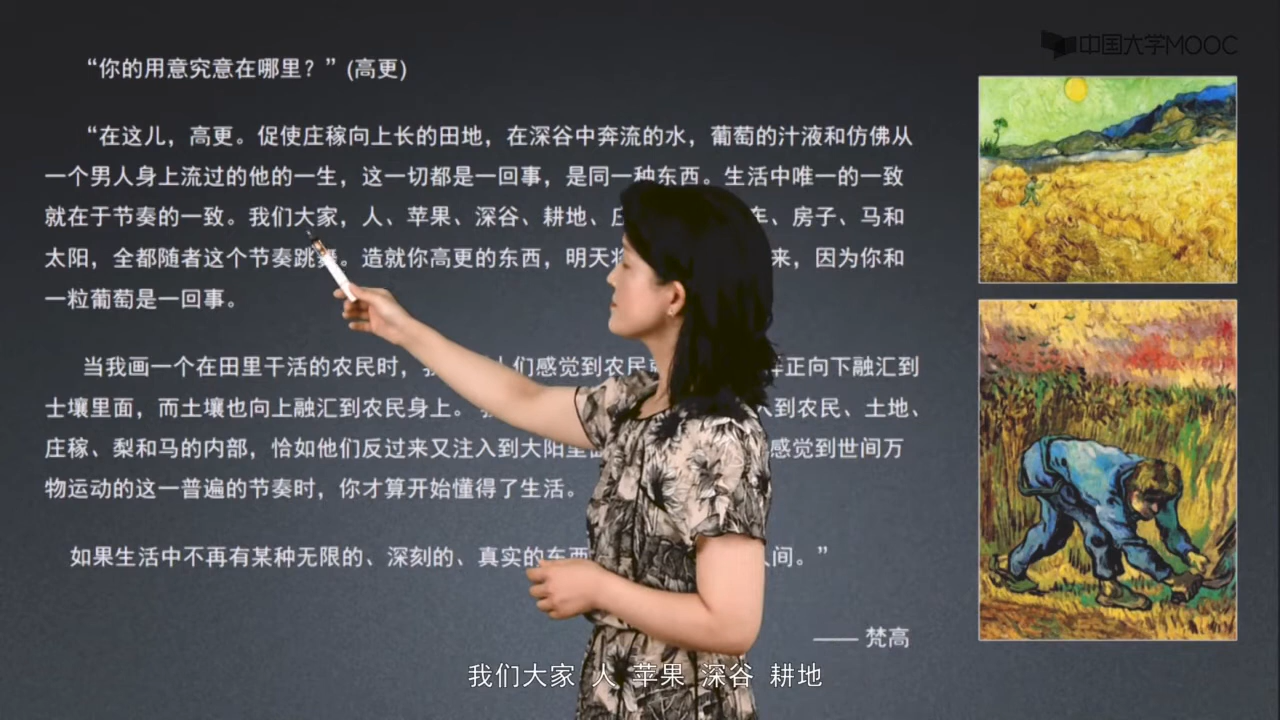 中国大学MOOC
“你的用意究意在哪里？”(高更)
“在这儿，高更。促使庄稼向上长的田地，在深谷中奔流的水，葡萄的汁液和仿佛从
一个男人身上流过的他的一生，这一切都是一回事，是同一种东西。生活中唯一的一致
就在于节奏的一致。我们大家，人、苹果、深谷、耕地、车、房子、马和
太阳，全都随者这个节奏跳舞。造就你高更的东西，明天来，因为你和
一粒葡萄是一回事。
当我画一个在田里干活的农民时，们感觉到农民正向下融汇到
士壤里面，而土壤也向上融汇到农民身上。到农民、土地、
庄稼、梨和马的内部，恰如他们反过来又注入到大阳里感觉到世间万
物运动的这一普遍的节奏时，你才算开始懂得了生活。
如果生活中不再有某种无限的、深刻的、真实的东西间。”
—— 梵高
我们大家 人 苹果 深谷 耕地